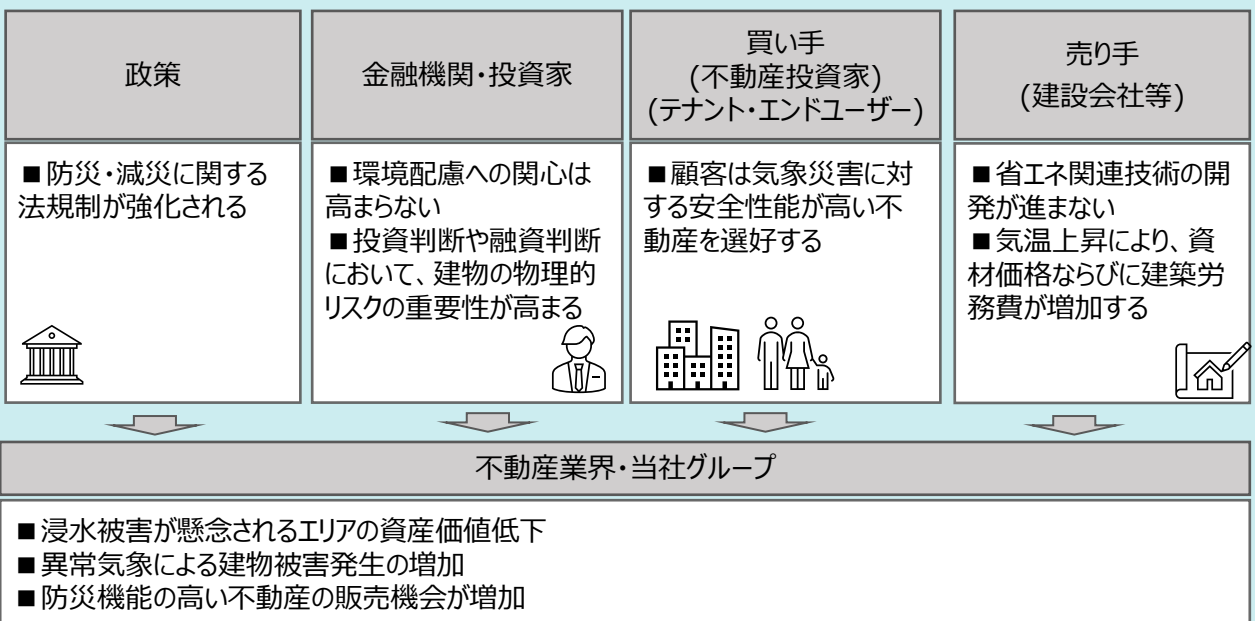 政策
■防災・減災に関する
法規制が強化される
金融機関・投資家
■環境配慮への関心は
高まらない
■投資判断や融資判断
において、建物の物理的
リスクの重要性が高まる
買い手
(不動産投資家)
(テナント・エンドユーザー)
■顧客は気象災害に対
する安全性能が高い不
動産を選好する
売り手
(建設会社等)
■省エネ関連技術の開
発が進まない
■気温上昇により、資
材価格ならびに建築労
務費が増加する
不動産業界・当社グループ
■浸水被害が懸念されるエリアの資産価値低下
■異常気象による建物被害発生の増加
■防災機能の高い不動産の販売機会が増加